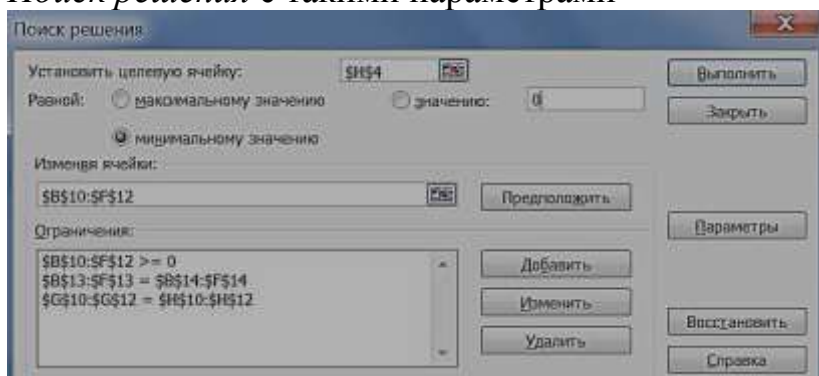 Поиск решения с такими параметрами
Поиск решения
Установить целевую ячейку: $H$4
Выполнить
Равной: максимальному значению значению: 0
Закрыть
минимальному значению
Изменяя ячейки:
$B$10:$F$12
Предположить
Параметры
Ограничения:
$B$10:$F$12 >= 0
Добавить
$B$13:$F$13 = $B$14:$F$14
$G$10:$G$12 = $H$10:$H$12
Изменить
Восстановить
Удалить
Справка